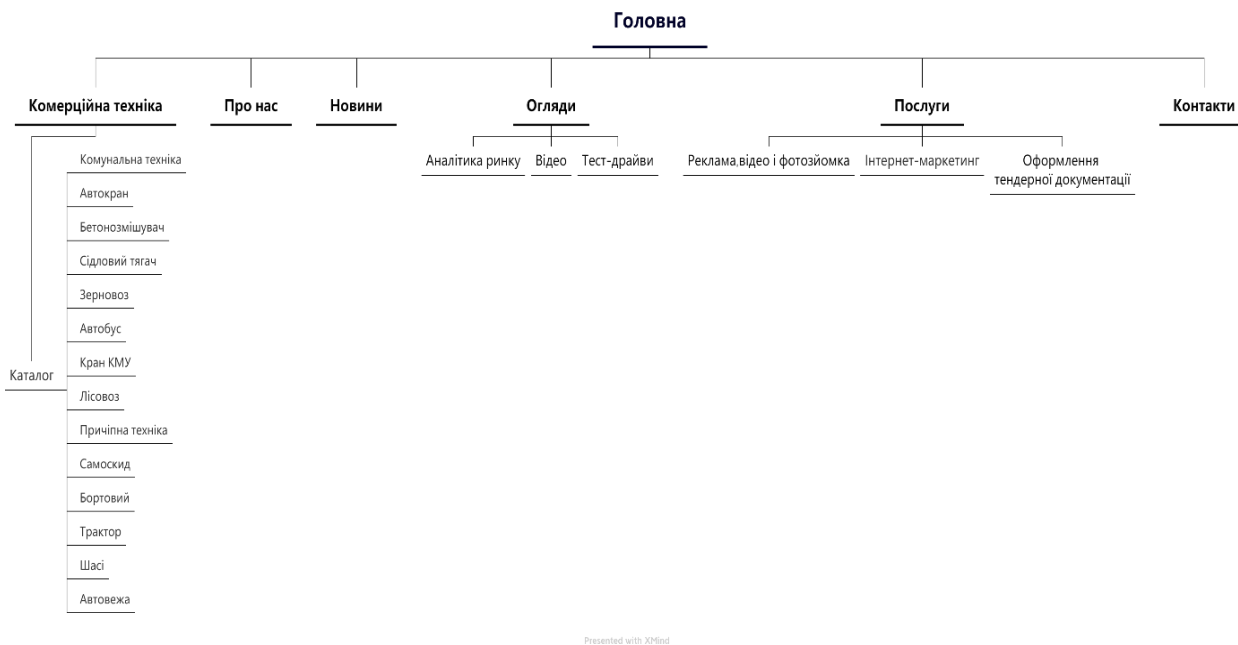 Головна
Комерційна техніка
Про нас
Новини
Огляди
Послуги
Контакти
Аналітика ринку
Відео
Тест-драйви
Реклама,відео і фотозйомка
Інтернет-маркетинг
Оформлення
тендерної документації
Каталог
Комунальна техніка
Автокран
Бетонозмішувач
Сідловий тягач
Зерновоз
Автобус
Кран КМУ
Лісовоз
Причіпна техніка
Самоскид
Бортовий
Трактор
Шасі
Автовежа
Presented with XMind